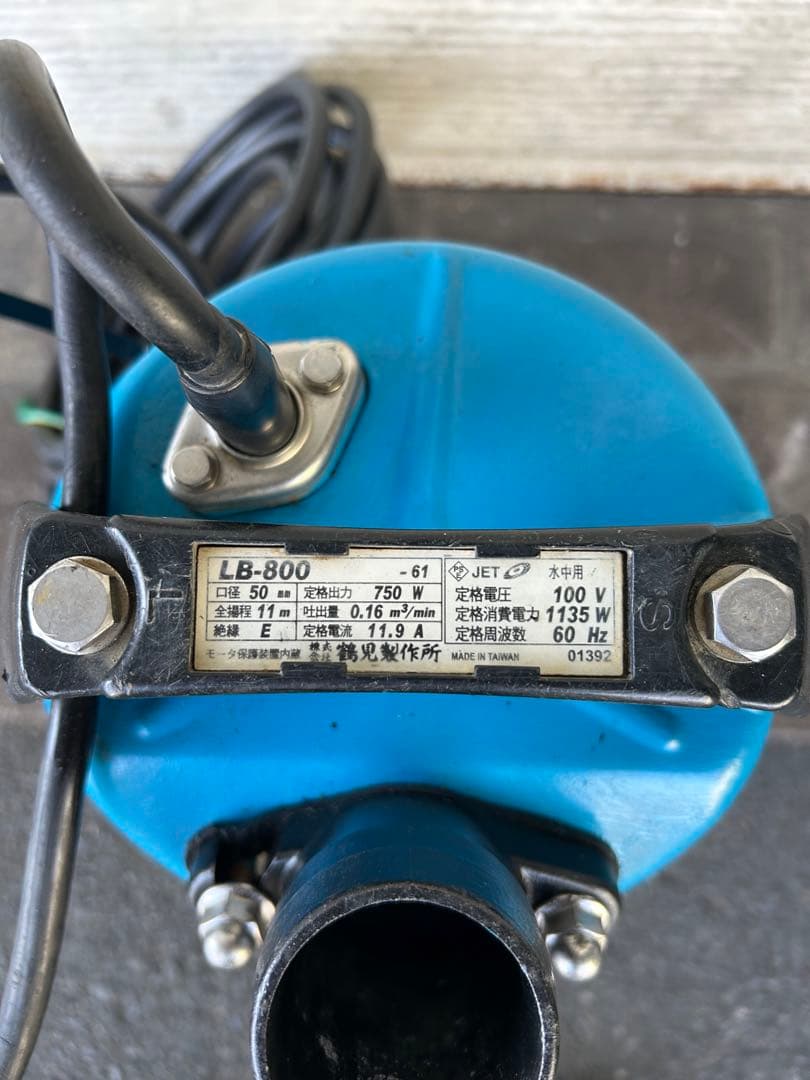 LB-800 -61
口径 50 mm 定格出力 750 W
全揚程 11 m 吐出量 0.16 m³/min
絶縁 E 定格電流 11.9 A
モータ保護装置内蔵 株式会社 鶴見製作所 MADE IN TAIWAN
PSE JET 水中用
定格電圧 100 V
定格消費電力 1135 W
定格周波数 60 Hz
01392
S